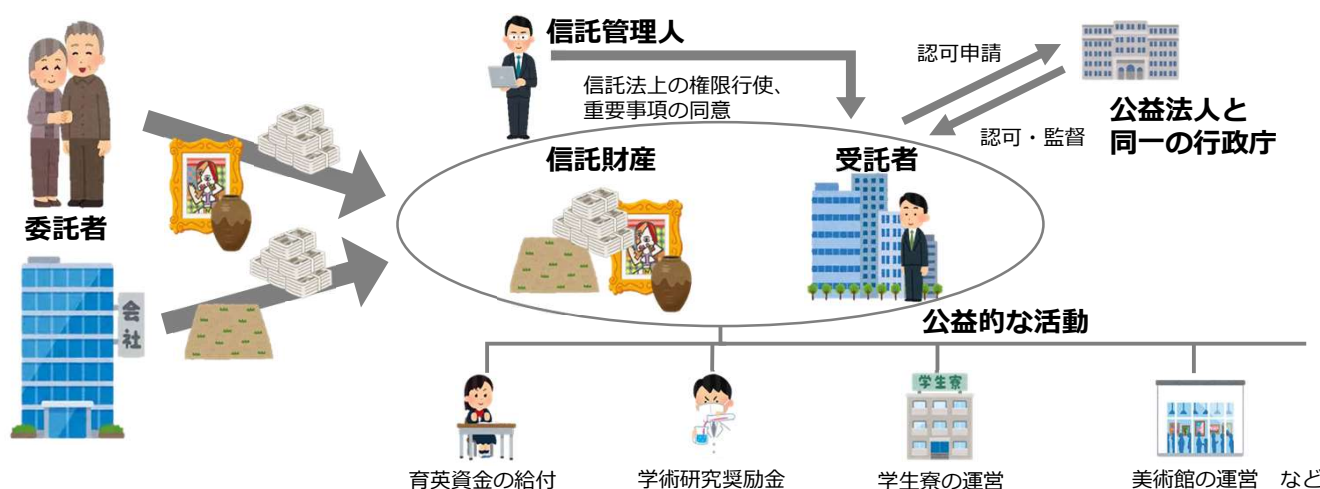 信託管理人
信託法上の権限行使、
重要事項の同意
認可申請
認可・監督
公益法人と
同一の行政庁
委託者
会社
信託財産
受託者
公益的な活動
学生寮
育英資金の給付
学術研究奨励金
学生寮の運営
美術館の運営 など